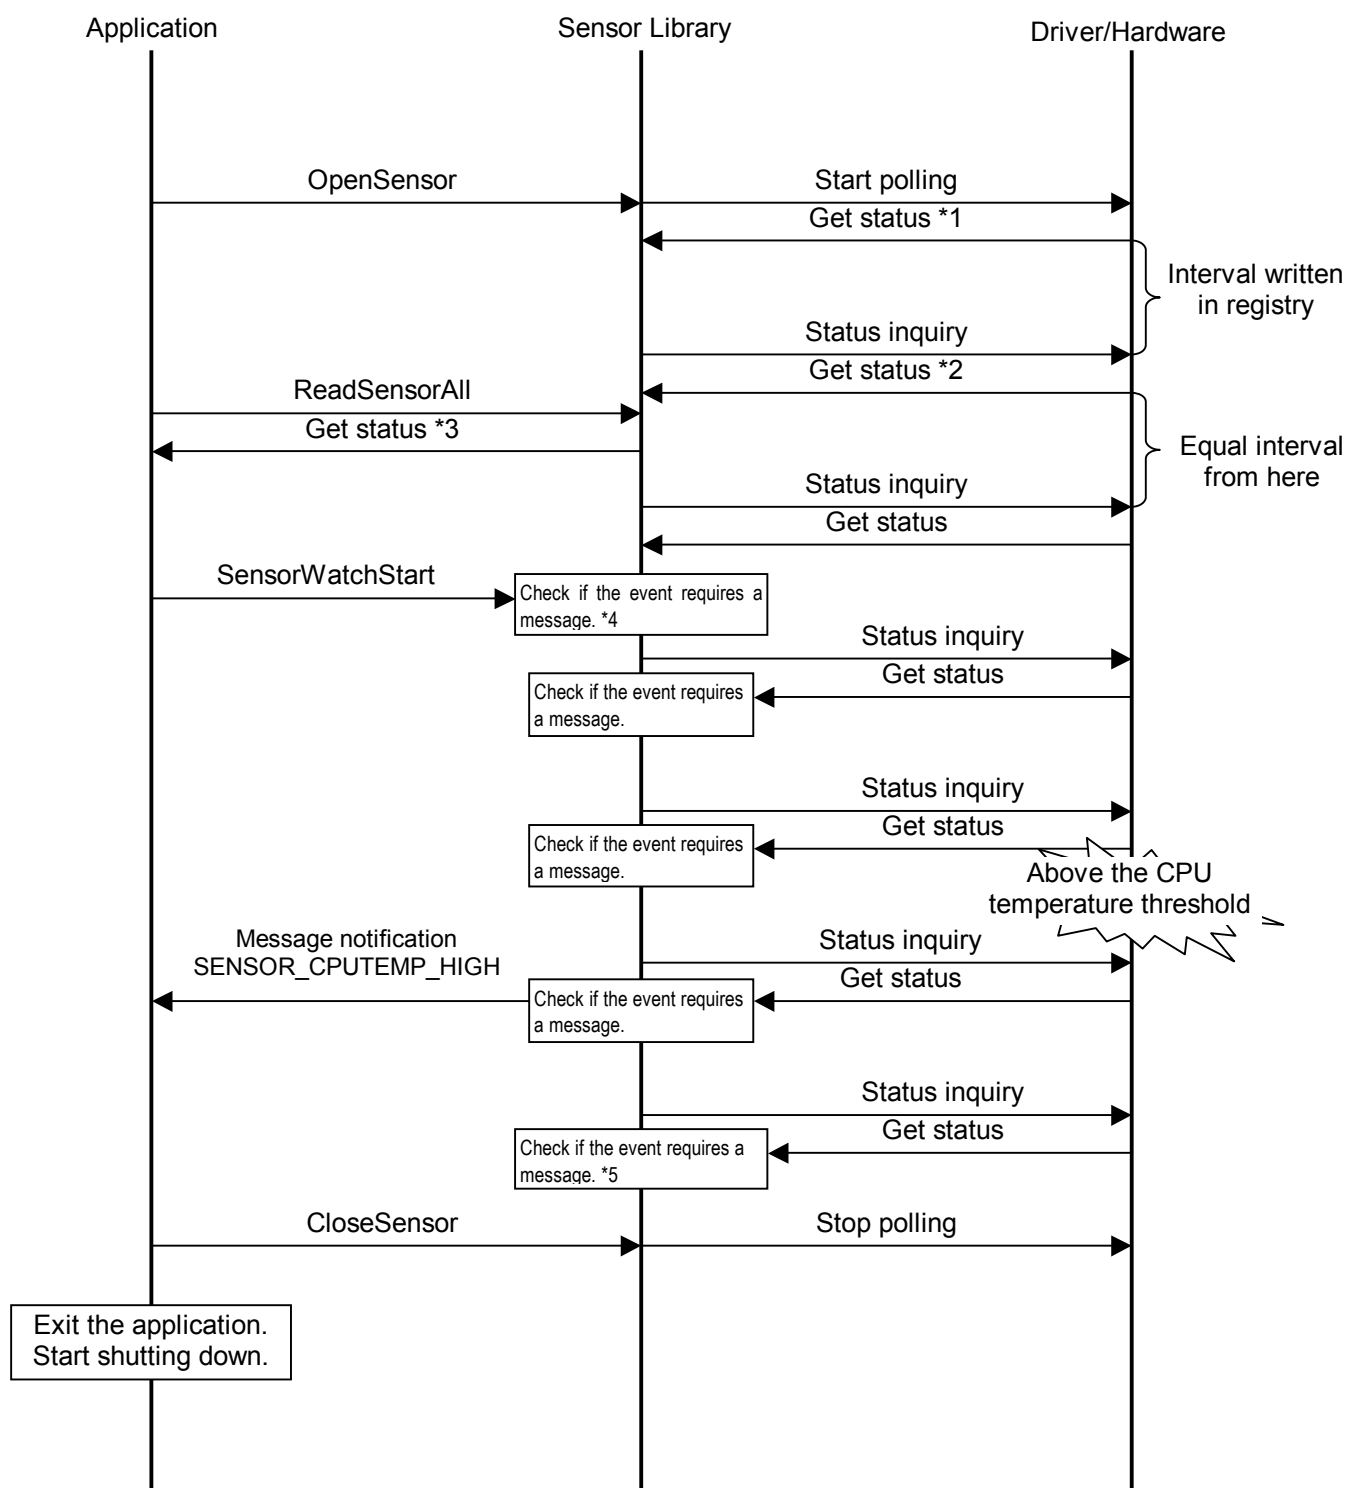 Application
Sensor Library
Driver/Hardware
OpenSensor
Start polling
Get status *1
Interval written
in registry
Status inquiry
Get status *2
ReadSensorAll
Get status *3
Equal interval
from here
Status inquiry
Get status
SensorWatchStart
Check if the event requires a
message. *4
Status inquiry
Get status
Check if the event requires
a message.
Status inquiry
Get status
Check if the event requires
a message.
Above the CPU
temperature threshold
Message notification
SENSOR_CPUTEMP_HIGH
Status inquiry
Get status
Check if the event requires
a message.
Status inquiry
Get status
Check if the event requires a
message. *5
CloseSensor
Stop polling
Exit the application.
Start shutting down.